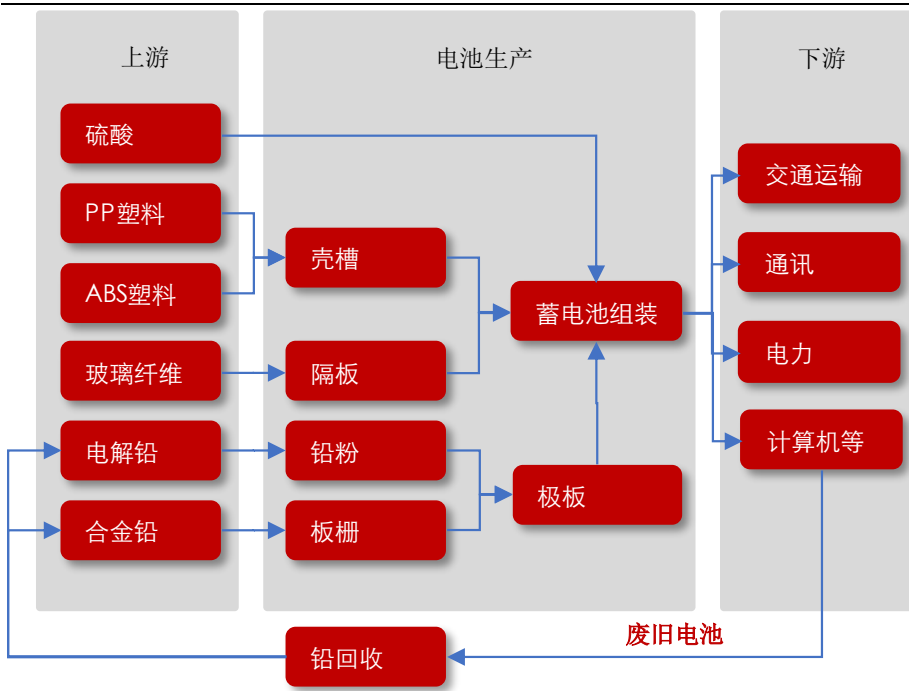 上游
电池生产
下游
硫酸
PP塑料
ABS塑料
玻璃纤维
电解铅
合金铅
壳槽
隔板
铅粉
板栅
蓄电池组装
极板
交通运输
通讯
电力
计算机等
废旧电池
铅回收